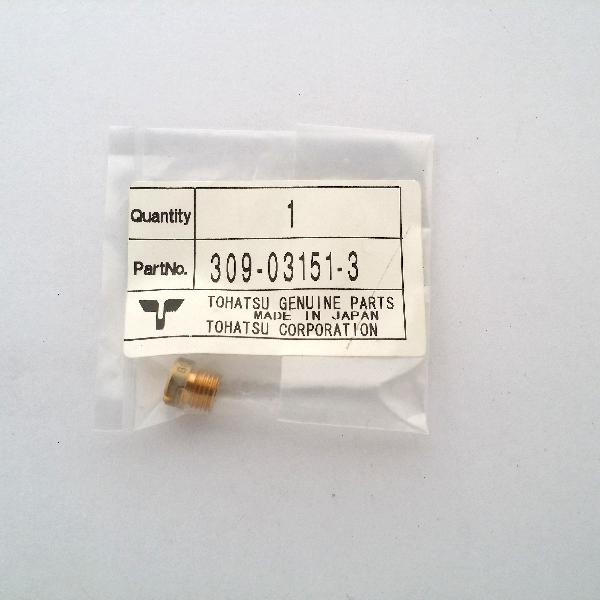 Quantity 1
PartNo. 309-03151-3
TOHATSU GENUINE PARTS
MADE IN JAPAN
TOHATSU CORPORATION